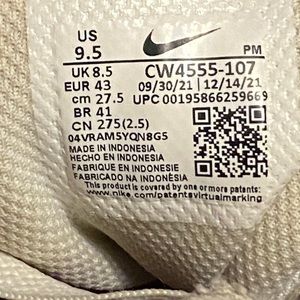 US
9.5
PM
UK 8.5
CW4555-107
EUR 43
09/30/21 | 12/14/21
cm 27.5
UPC 00195866259669
BR 41
CN 275(2.5)
04VRAM5YQN8G5
MADE IN INDONESIA
HECHO EN INDONESIA
FABRIQUE EN INDONESIE
FABRICADO NA INDONÉSIA
This product is covered by one or more patents:
www.nike.com/patentsvirtualmarking